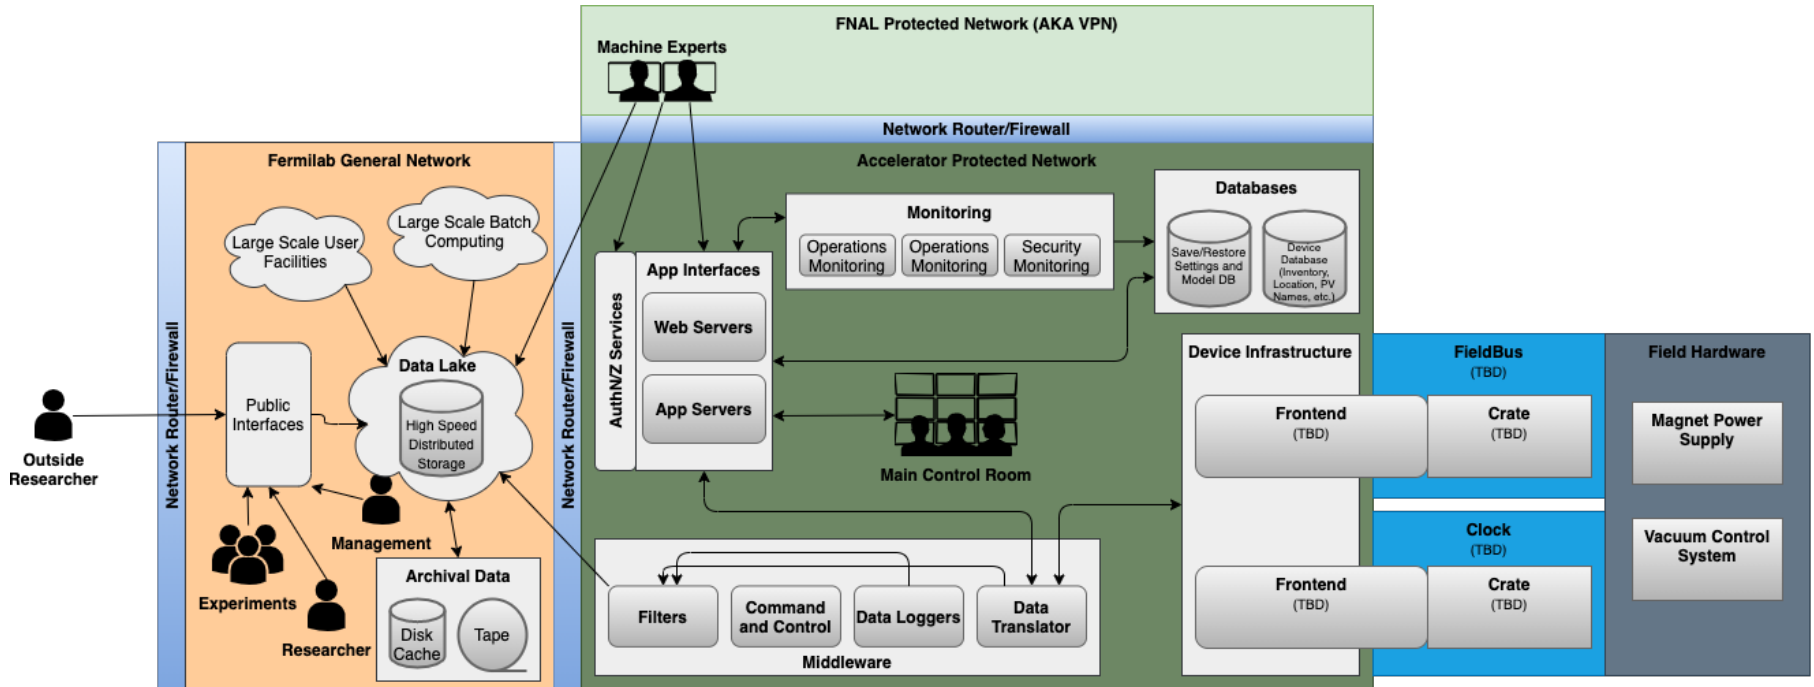 FNAL Protected Network (AKA VPN)
Machine Experts
Network Router/Firewall
Fermilab General Network
Accelerator Protected Network
Large Scale User
Facilities
Large Scale Batch
Computing
Monitoring
Operations
Monitoring
Operations
Monitoring
Security
Monitoring
Databases
Save/Restore
Settings and
Model DB
Device
Database
(Inventory,
Location, PV
Names, etc.)
Network Router/Firewall
Network Router/Firewall
AuthN/Z Services
App Interfaces
Web Servers
App Servers
Public
Interfaces
Data Lake
High Speed
Distributed
Storage
Outside
Researcher
Main Control Room
Device Infrastructure
FieldBus
(TBD)
Field Hardware
Frontend
(TBD)
Crate
(TBD)
Magnet Power
Supply
Clock
(TBD)
Vacuum Control
System
Frontend
(TBD)
Crate
(TBD)
Management
Experiments
Researcher
Archival Data
Disk
Cache
Tape
Filters
Command
and Control
Data Loggers
Data
Translator
Middleware